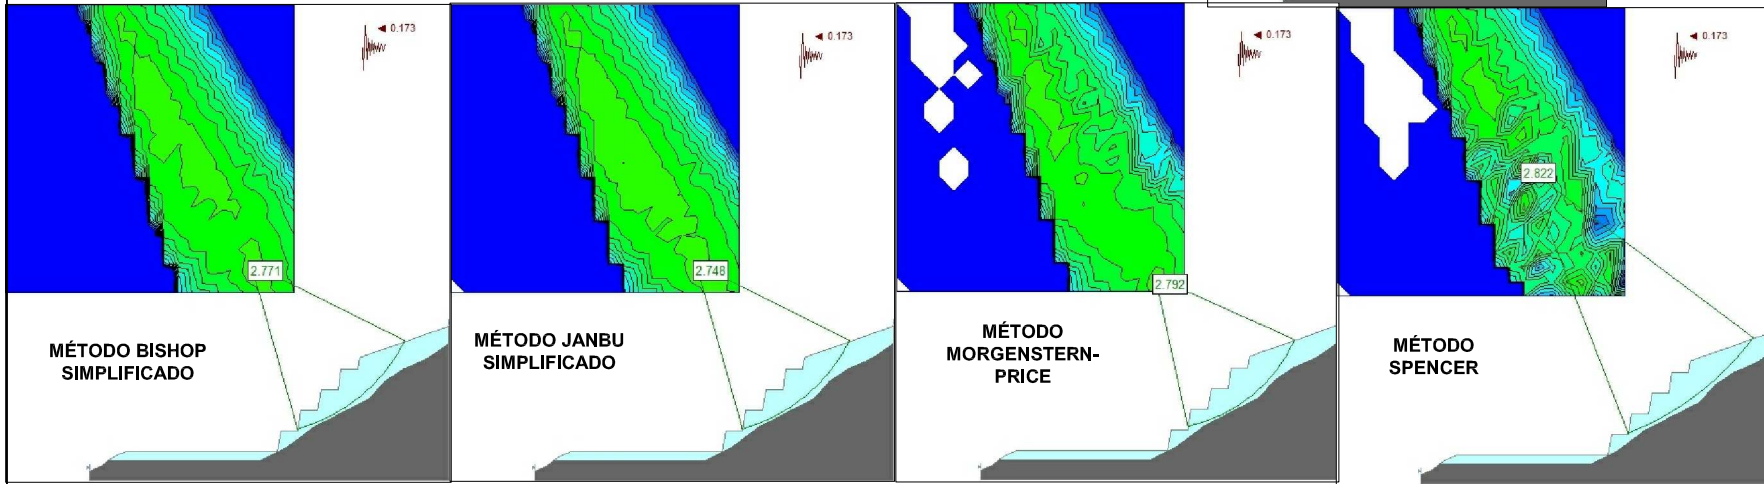 0.173
2.771
MÉTODO BISHOP
SIMPLIFICADO
0.173
2.748
MÉTODO JANBU
SIMPLIFICADO
0.173
2.792
MÉTODO
MORGENSTERN-
PRICE
0.173
2.822
MÉTODO
SPENCER